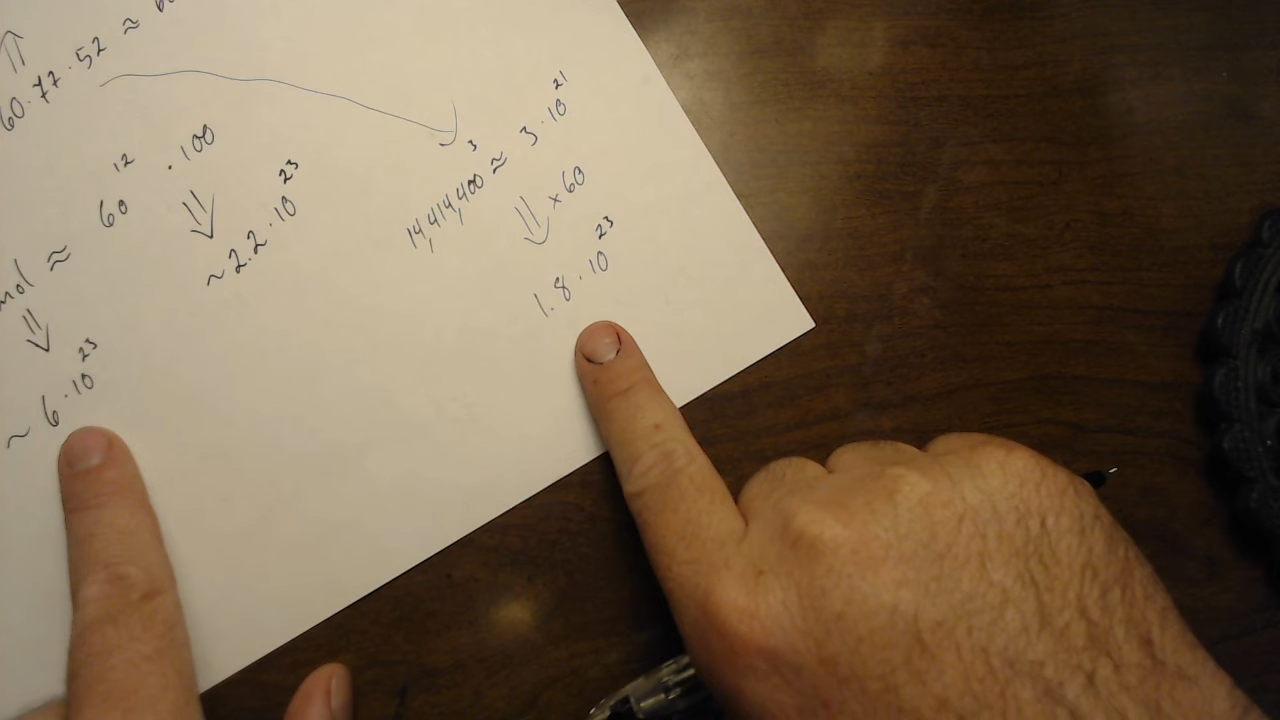 60·77·52 ≈
mol ≈ 60^12 · 100
~ 6·10^23
~ 2.2·10^23
14,414,400^3 ≈ 3·10^21
×60
1.8·10^23